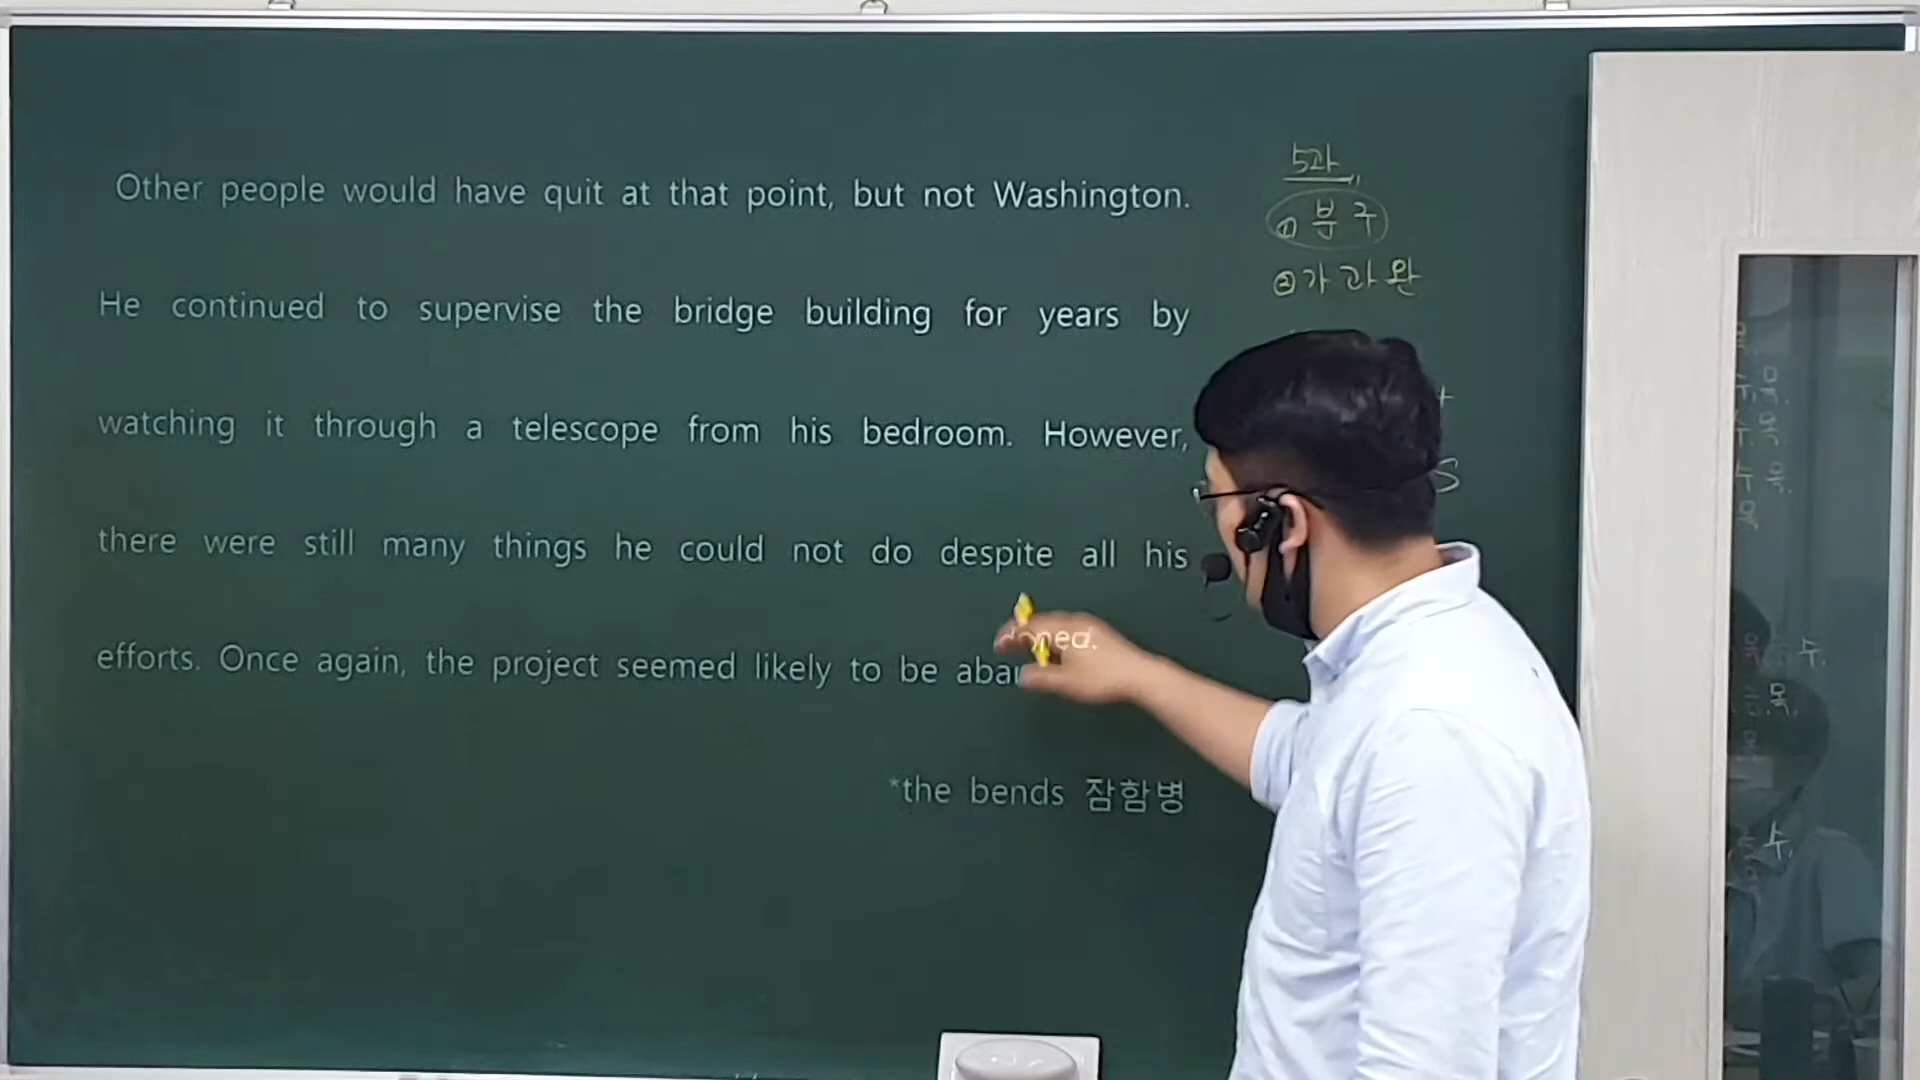 Other people would have quit at that point, but not Washington.
He continued to supervise the bridge building for years by
watching it through a telescope from his bedroom. However,
there were still many things he could not do despite all his
efforts. Once again, the project seemed likely to be abandoned.
*the bends 잠함병
5과
① 분 구
② 가 과 완
S